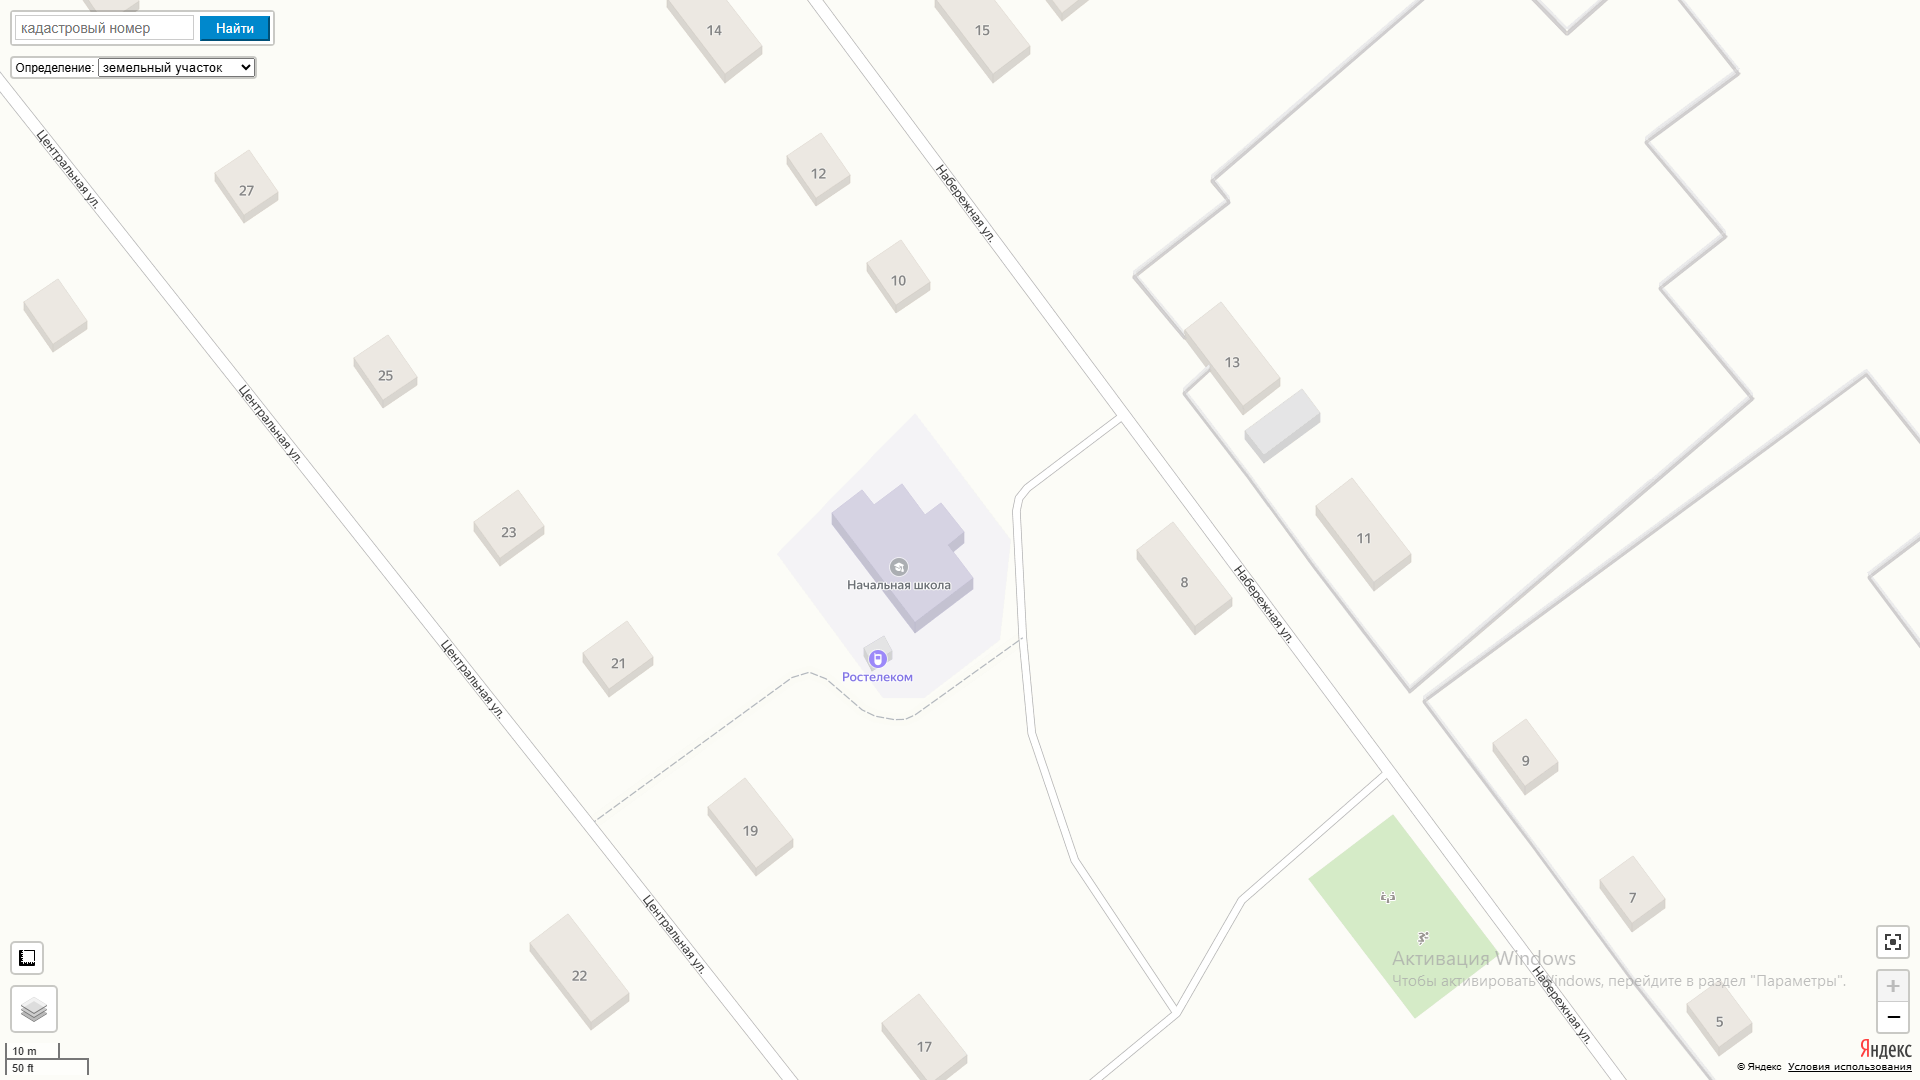 кадастровый номер
Найти
Определение: земельный участок
14
15
Центральная ул.
27
12
Набережная ул.
10
13
25
Центральная ул.
23
11
Начальная школа
8
Набережная ул.
21
Ростелеком
Центральная ул.
9
19
7
Центральная ул.
22
Активация Windows
Чтобы активировать Windows, перейдите в раздел "Параметры".
Набережная ул.
5
17
10 m
50 ft
Яндекс
© Яндекс Условия использования